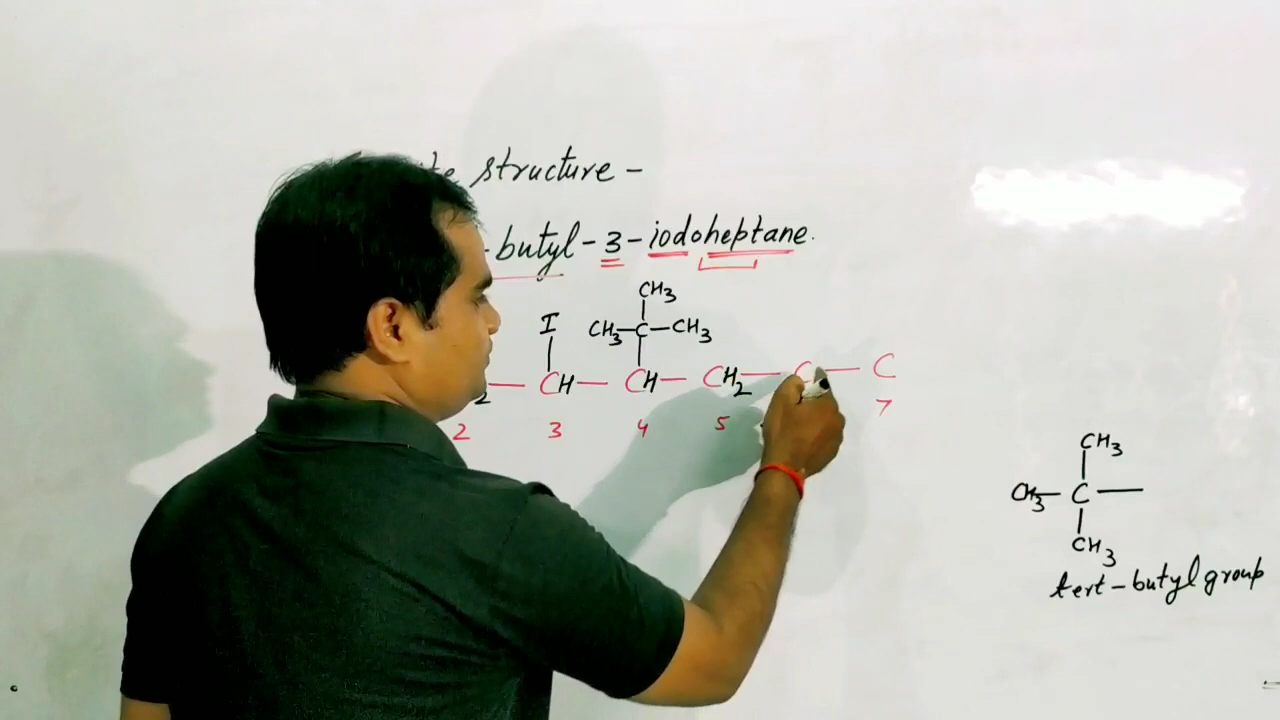 structure -
-butyl-3-iodoheptane.
CH3
I CH3-C-CH3
2 - CH - CH - CH2 - C - C
2 3 4 5 7
CH3
CH3-C-
CH3
tert-butyl group